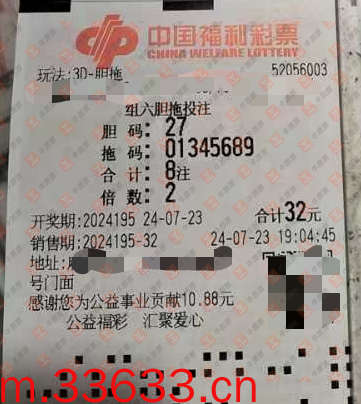 中国福利彩票
CHINA WELFARE LOTTERY
玩法:3D-胆拖
52056003
组六胆拖投注
胆 码: 27
拖 码: 01345689
合 计: 8注
倍 数: 2
开奖期:2024195 24-07-23 合计32元
销售期:2024195-32 24-07-23 19:04:45
地址:
号门面
感谢您为公益事业贡献10.88元
公益福彩 汇聚爱心
m.33633.cn